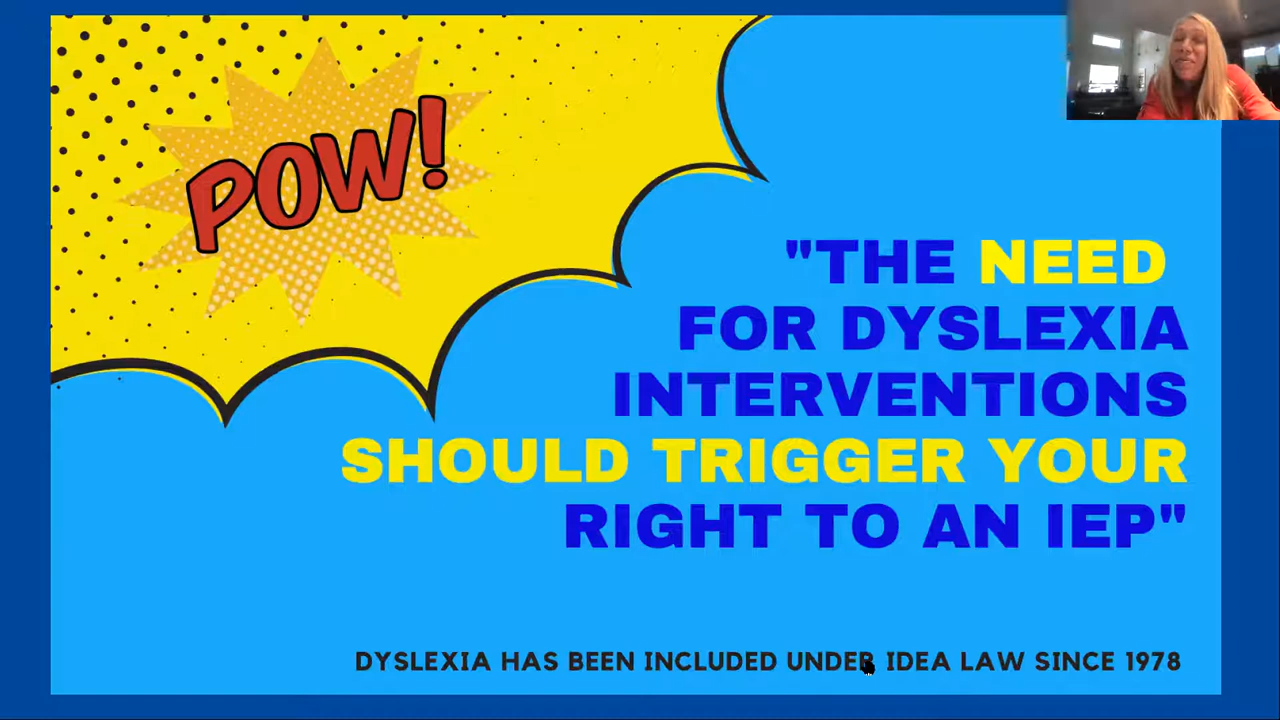 POW!
"THE NEED
FOR DYSLEXIA
INTERVENTIONS
SHOULD TRIGGER YOUR
RIGHT TO AN IEP"
DYSLEXIA HAS BEEN INCLUDED UNDER IDEA LAW SINCE 1978